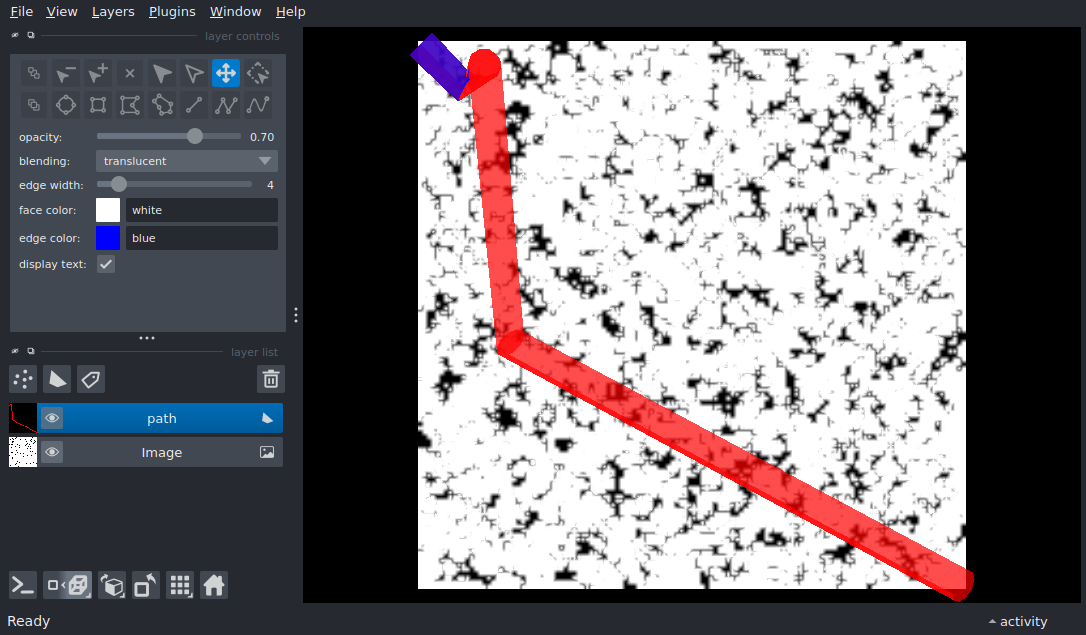 File View Layers Plugins Window Help
layer controls
opacity: 0.70
blending: translucent
edge width: 4
face color: white
edge color: blue
display text:
layer list
path
Image
Ready
activity